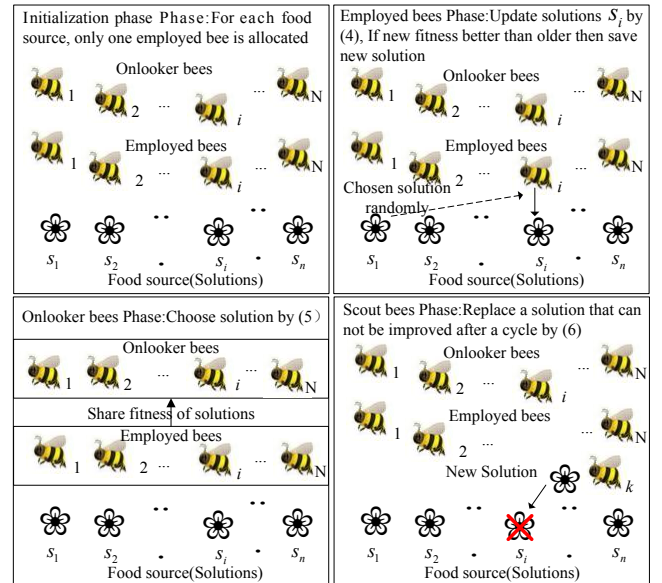 Initialization phase Phase:For each food
source, only one employed bee is allocated
Onlooker bees
1 2 ... i ... N
Employed bees
1 2 ... i ... N
s1 s2 si sn
Food source(Solutions)
Employed bees Phase:Update solutions Si by
(4), If new fitness better than older then save
new solution
Onlooker bees
1 2 ... i ... N
Employed bees
1 2 ... i ... N
Chosen solution
randomly
s1 s2 si sn
Food source(Solutions)
Onlooker bees Phase:Choose solution by (5)
Onlooker bees
1 2 ... i ... N
Share fitness of solutions
Employed bees
1 2 ... i ... N
s1 s2 si sn
Food source(Solutions)
Scout bees Phase:Replace a solution that can
not be improved after a cycle by (6)
Onlooker bees
1 2 ... i ... N
Employed bees
1 2 ... N
New Solution
k
s1 s2 si sn
Food source(Solutions)